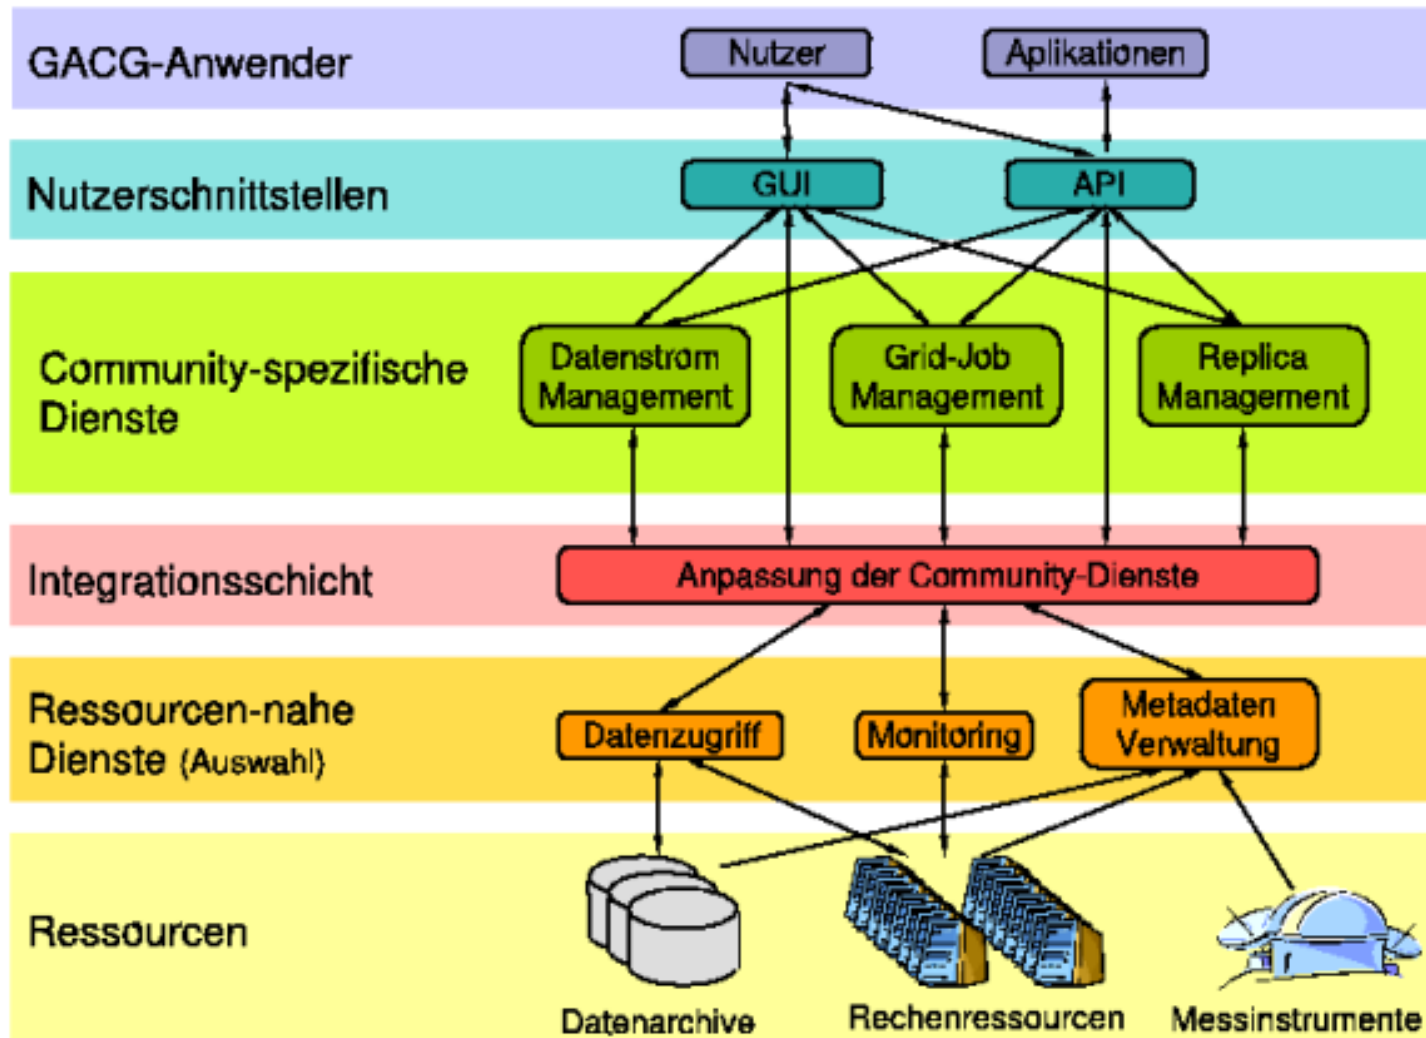 GACG-Anwender
Nutzer
Aplikationen
Nutzerschnittstellen
GUI
API
Community-spezifische
Dienste
Datenstrom
Management
Grid-Job
Management
Replica
Management
Integrationsschicht
Anpassung der Community-Dienste
Ressourcen-nahe
Dienste (Auswahl)
Datenzugriff
Monitoring
Metadaten
Verwaltung
Ressourcen
Datenarchive
Rechenressourcen
Messinstrumente